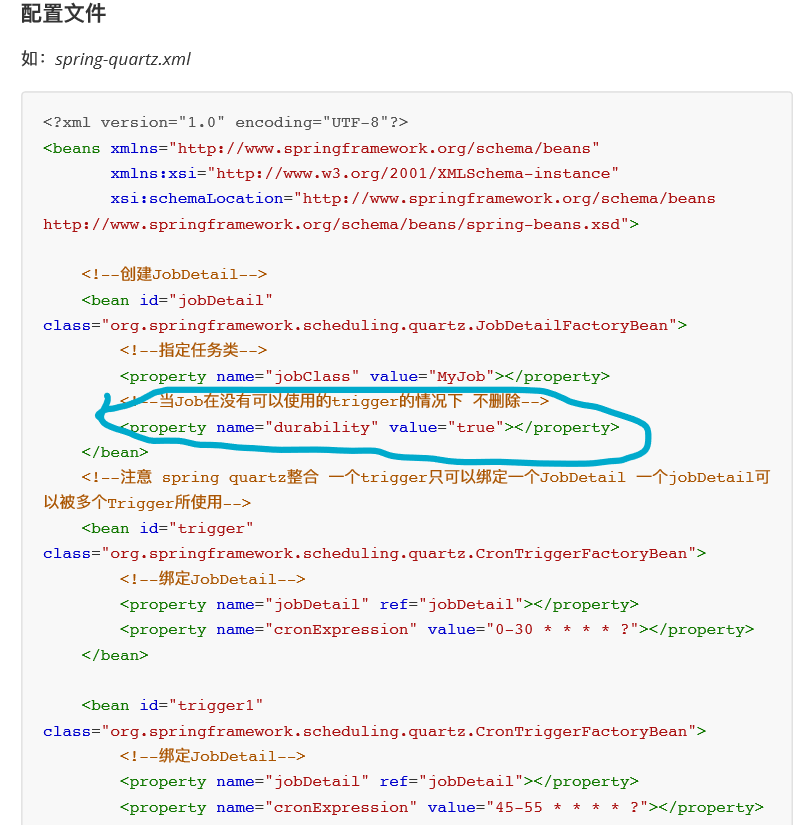 配置文件
如：spring-quartz.xml
<?xml version="1.0" encoding="UTF-8"?>
<beans xmlns="http://www.springframework.org/schema/beans"
xmlns:xsi="http://www.w3.org/2001/XMLSchema-instance"
xsi:schemaLocation="http://www.springframework.org/schema/beans
http://www.springframework.org/schema/beans/spring-beans.xsd">
<!--创建JobDetail-->
<bean id="jobDetail"
class="org.springframework.scheduling.quartz.JobDetailFactoryBean">
<!--指定任务类-->
<property name="jobClass" value="MyJob"></property>
<!--当Job在没有可以使用的trigger的情况下 不删除-->
<property name="durability" value="true"></property>
</bean>
<!--注意 spring quartz整合 一个trigger只可以绑定一个JobDetail 一个jobDetail可
以被多个Trigger所使用-->
<bean id="trigger"
class="org.springframework.scheduling.quartz.CronTriggerFactoryBean">
<!--绑定JobDetail-->
<property name="jobDetail" ref="jobDetail"></property>
<property name="cronExpression" value="0-30 * * * * ?"></property>
</bean>
<bean id="trigger1"
class="org.springframework.scheduling.quartz.CronTriggerFactoryBean">
<!--绑定JobDetail-->
<property name="jobDetail" ref="jobDetail"></property>
<property name="cronExpression" value="45-55 * * * * ?"></property>